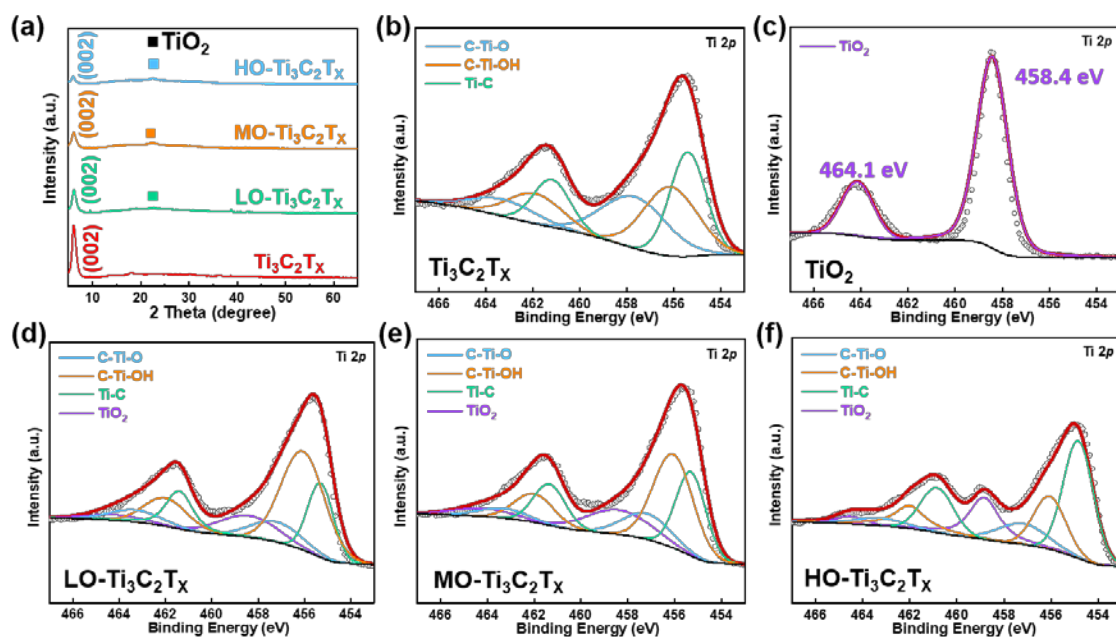 (a)
TiO₂
(002)
HO-Ti₃C₂Tₓ
(002)
MO-Ti₃C₂Tₓ
(002)
LO-Ti₃C₂Tₓ
(002)
Ti₃C₂Tₓ
Intensity (a.u.)
10 20 30 40 50 60
2 Theta (degree)
(b)
C-Ti-O
C-Ti-OH
Ti-C
Ti 2p
Ti₃C₂Tₓ
Intensity (a.u.)
466 464 462 460 458 456 454
Binding Energy (eV)
(c)
TiO₂
Ti 2p
458.4 eV
464.1 eV
TiO₂
Intensity (a.u.)
466 464 462 460 458 456 454
Binding Energy (eV)
(d)
C-Ti-O
C-Ti-OH
Ti-C
TiO₂
Ti 2p
LO-Ti₃C₂Tₓ
Intensity (a.u.)
466 464 462 460 458 456 454
Binding Energy (eV)
(e)
C-Ti-O
C-Ti-OH
Ti-C
TiO₂
Ti 2p
MO-Ti₃C₂Tₓ
Intensity (a.u.)
466 464 462 460 458 456 454
Binding Energy (eV)
(f)
C-Ti-O
C-Ti-OH
Ti-C
TiO₂
Ti 2p
HO-Ti₃C₂Tₓ
Intensity (a.u.)
466 464 462 460 458 456 454
Binding Energy (eV)